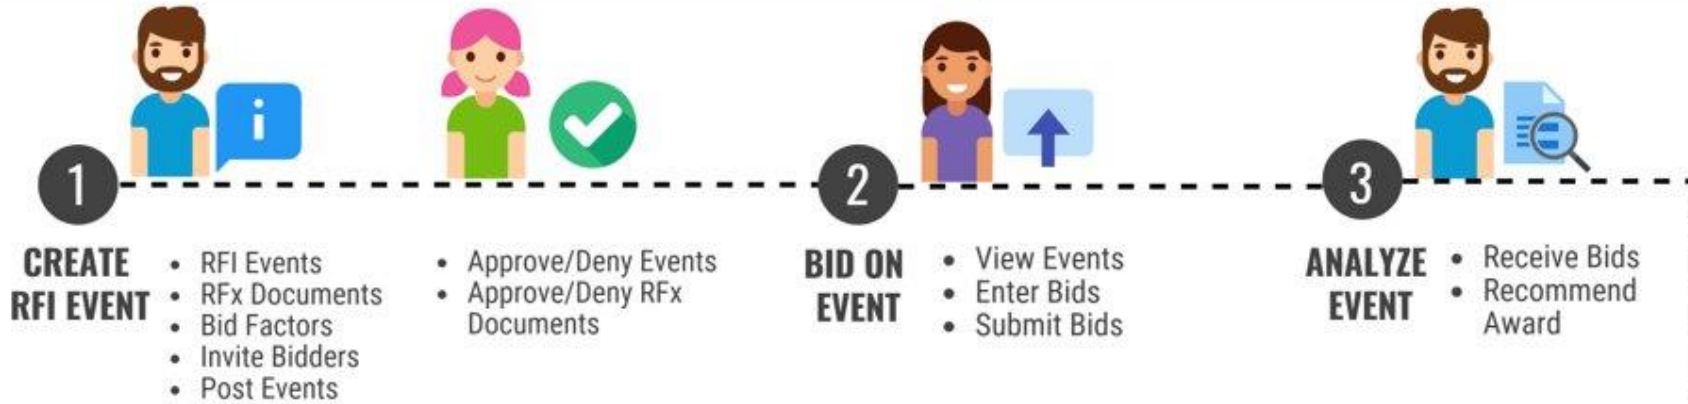 1
CREATE
RFI EVENT
• RFI Events
• RFx Documents
• Bid Factors
• Invite Bidders
• Post Events
• Approve/Deny Events
• Approve/Deny RFx
Documents
2
BID ON
EVENT
• View Events
• Enter Bids
• Submit Bids
3
ANALYZE
EVENT
• Receive Bids
• Recommend
Award